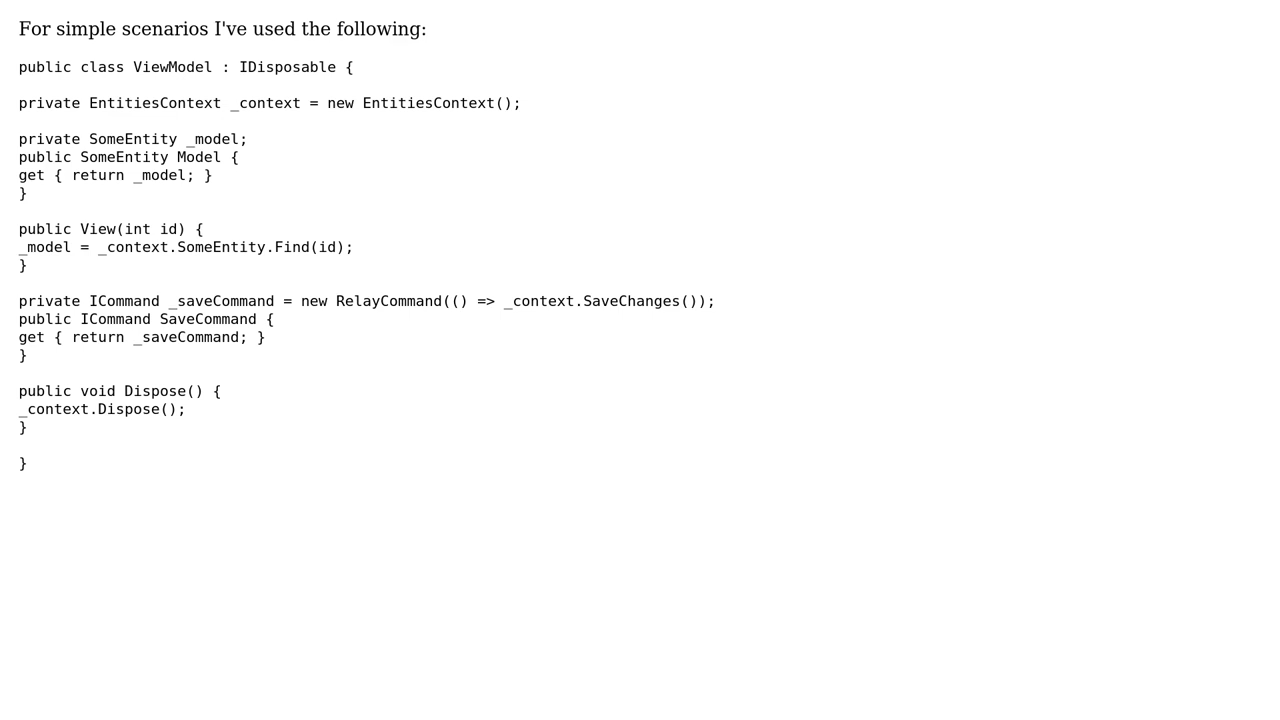 For simple scenarios I've used the following:
public class ViewModel : IDisposable {
private EntitiesContext _context = new EntitiesContext();
private SomeEntity _model;
public SomeEntity Model {
get { return _model; }
}
public View(int id) {
_model = _context.SomeEntity.Find(id);
}
private ICommand _saveCommand = new RelayCommand(() => _context.SaveChanges());
public ICommand SaveCommand {
get { return _saveCommand; }
}
public void Dispose() {
_context.Dispose();
}
}